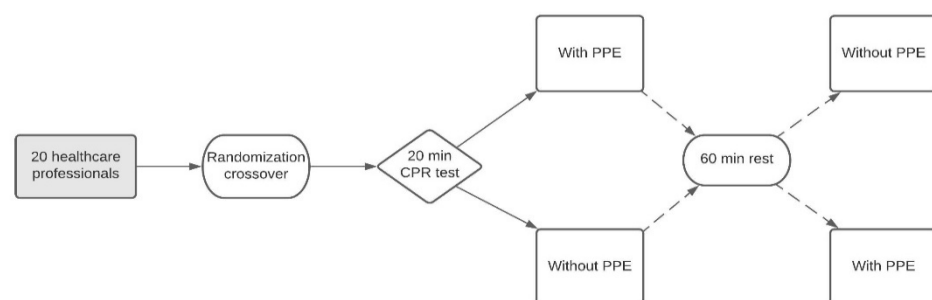 20 healthcare
professionals
Randomization
crossover
20 min
CPR test
With PPE
Without PPE
60 min rest
Without PPE
With PPE